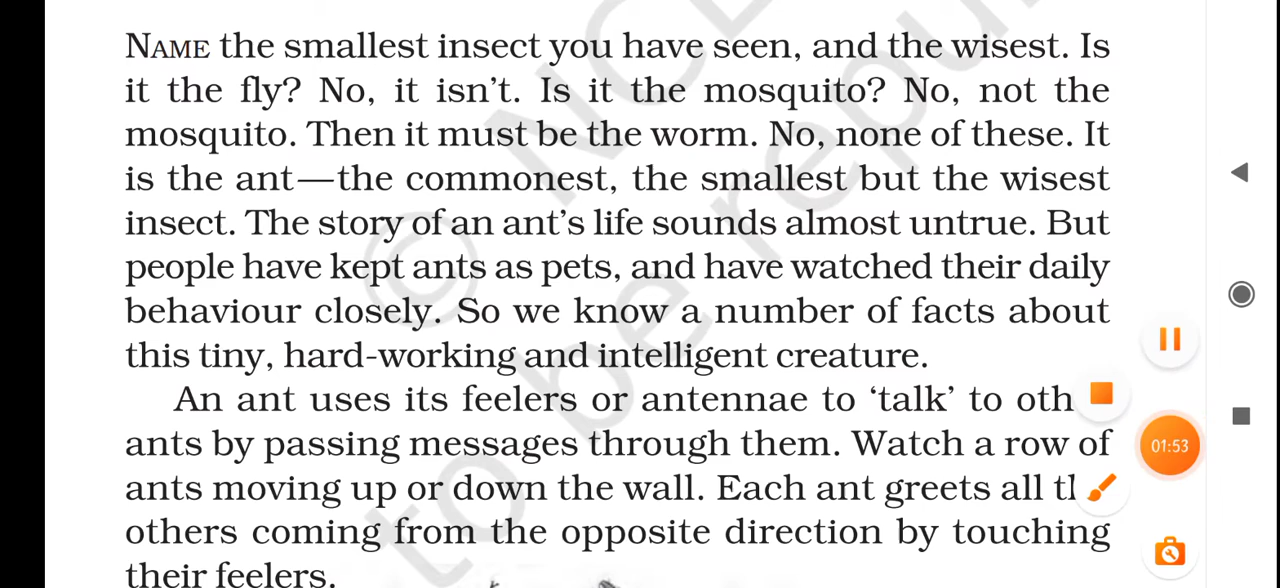 NAME the smallest insect you have seen, and the wisest. Is
it the fly? No, it isn't. Is it the mosquito? No, not the
mosquito. Then it must be the worm. No, none of these. It
is the ant—the commonest, the smallest but the wisest
insect. The story of an ant's life sounds almost untrue. But
people have kept ants as pets, and have watched their daily
behaviour closely. So we know a number of facts about
this tiny, hard-working and intelligent creature.
An ant uses its feelers or antennae to 'talk' to oth
ants by passing messages through them. Watch a row of
ants moving up or down the wall. Each ant greets all
others coming from the opposite direction by touching
their feelers.
01:53
© NC
to be repu